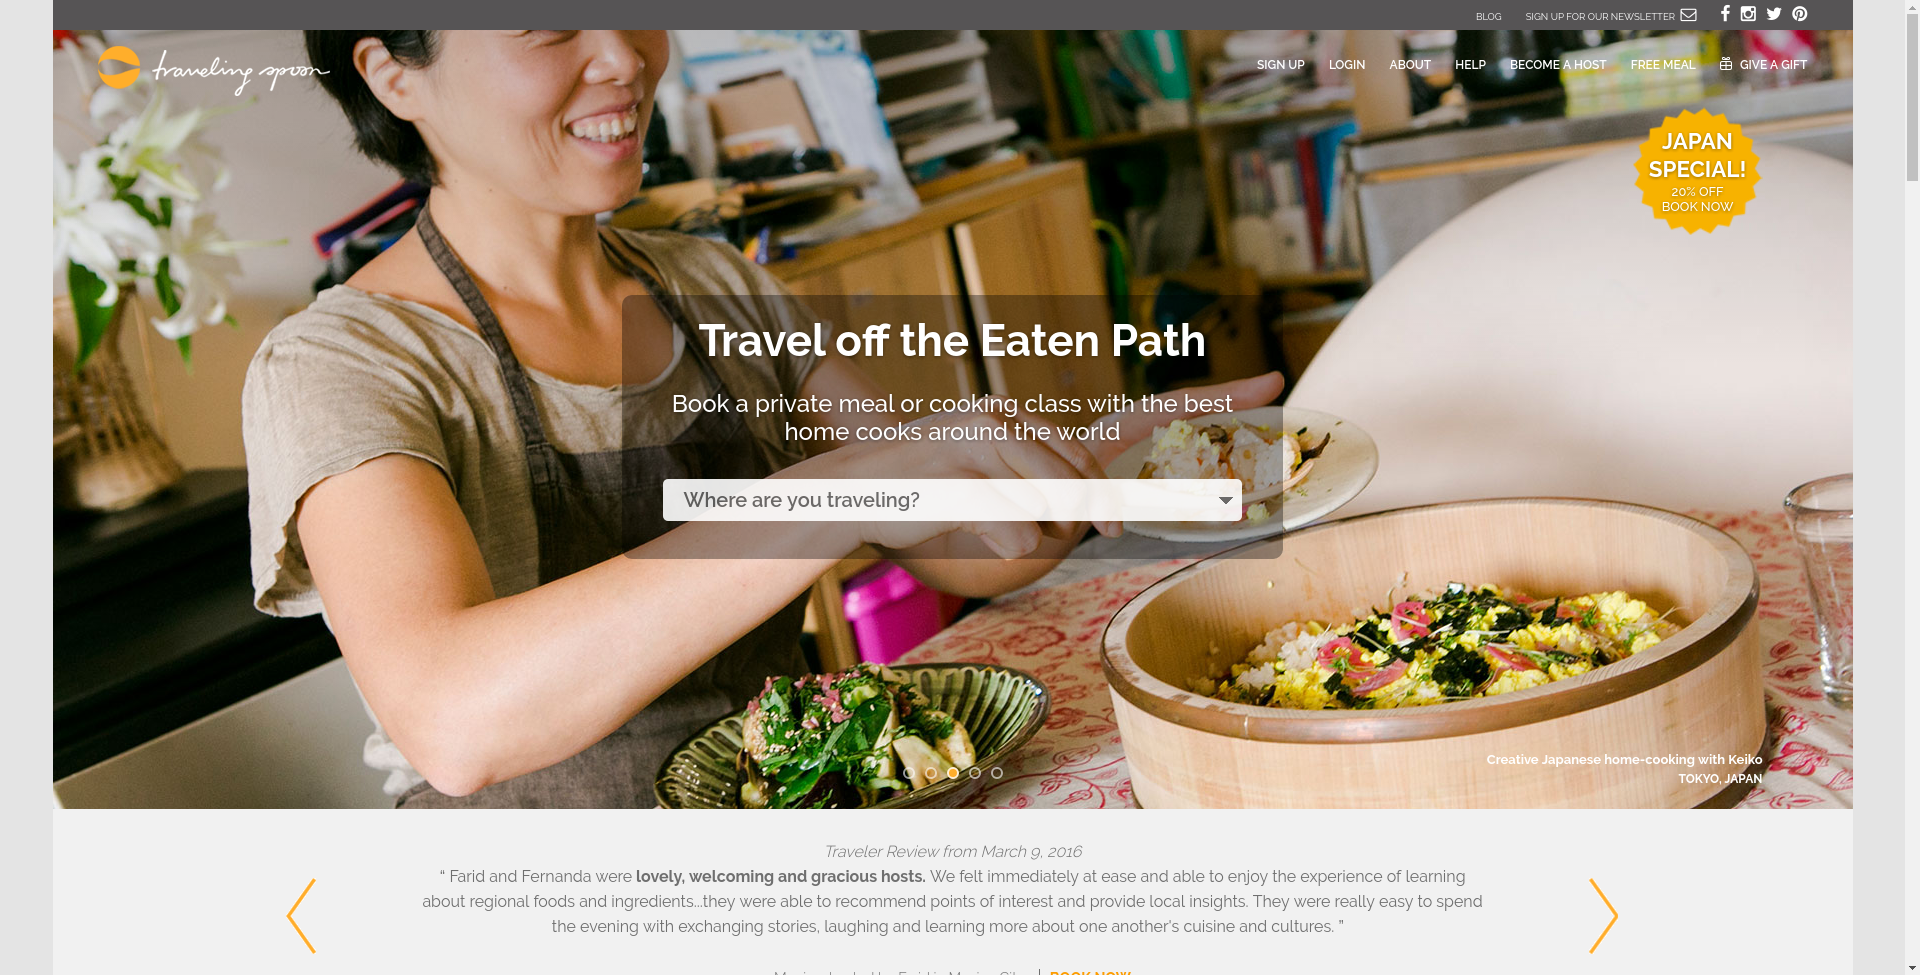 BLOG SIGN UP FOR OUR NEWSLETTER
traveling spoon
SIGN UP LOGIN ABOUT HELP BECOME A HOST FREE MEAL GIVE A GIFT
JAPAN
SPECIAL!
20% OFF
BOOK NOW
Travel off the Eaten Path
Book a private meal or cooking class with the best
home cooks around the world
Where are you traveling?
Creative Japanese home-cooking with Keiko
TOKYO, JAPAN
Traveler Review from March 9, 2016
“ Farid and Fernanda were lovely, welcoming and gracious hosts. We felt immediately at ease and able to enjoy the experience of learning
about regional foods and ingredients...they were able to recommend points of interest and provide local insights. They were really easy to spend
the evening with exchanging stories, laughing and learning more about one another's cuisine and cultures. ”
BOOK NOW